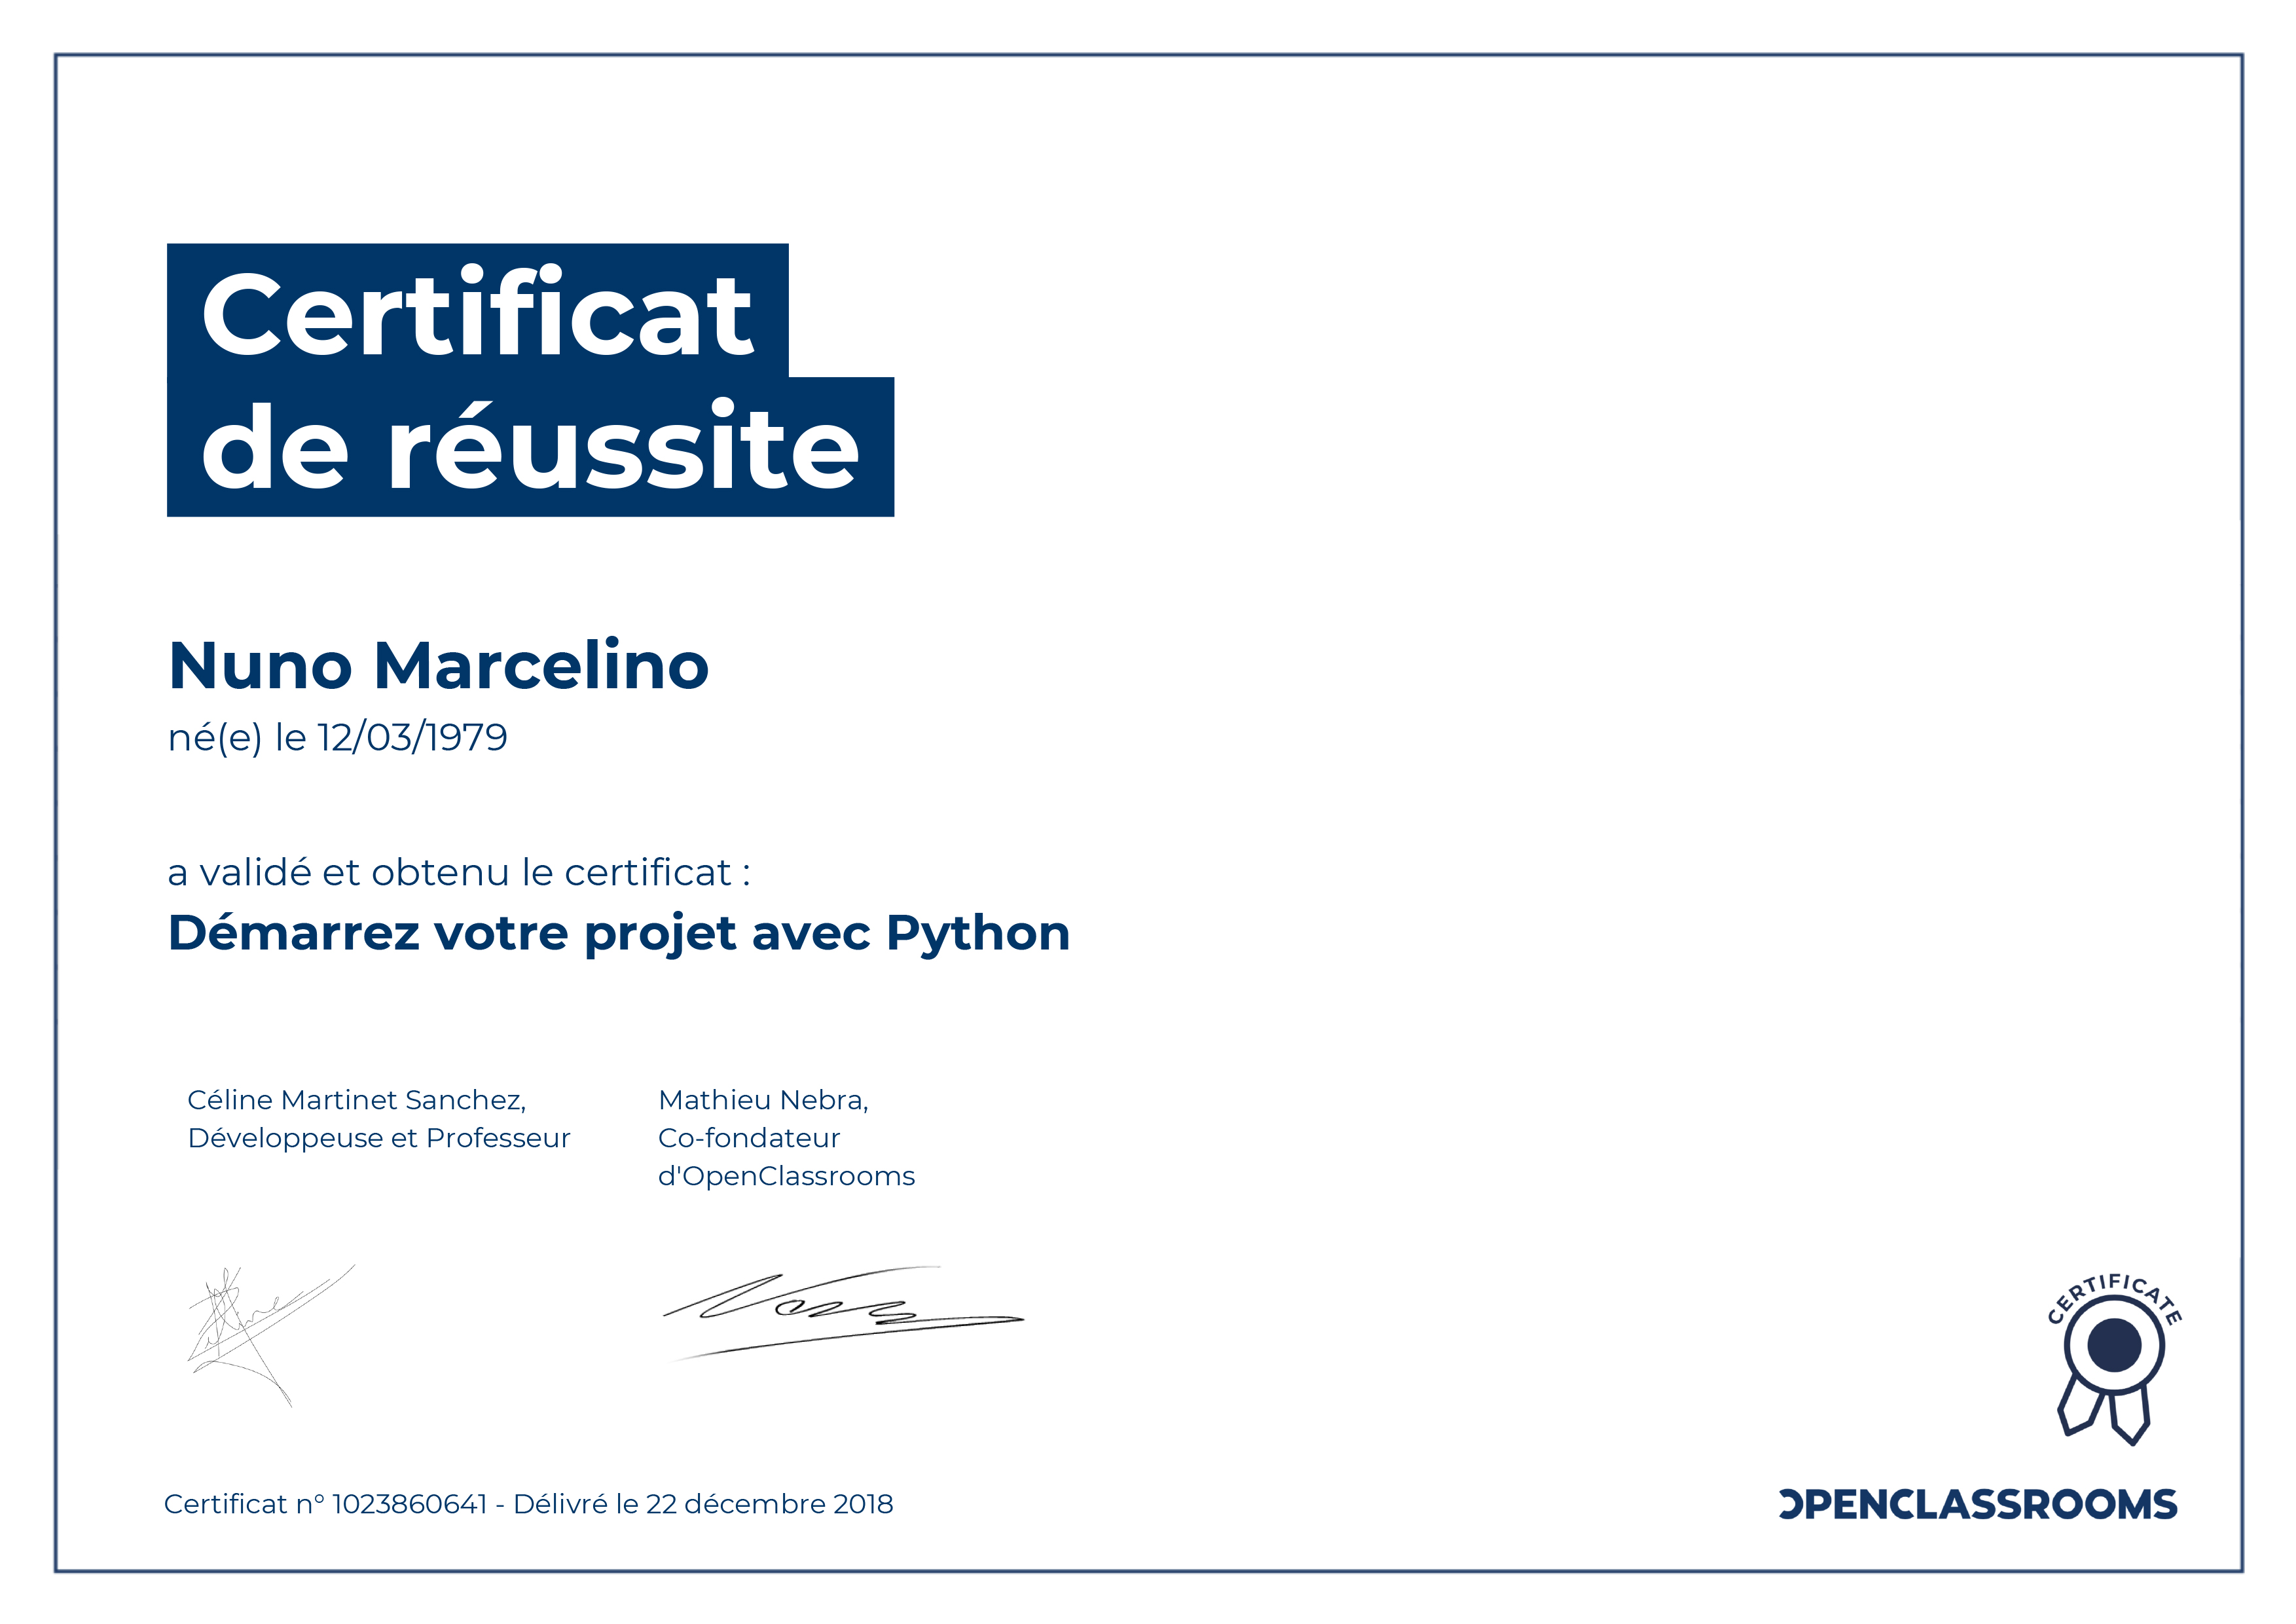 Certificat
de réussite
Nuno Marcelino
né(e) le 12/03/1979
a validé et obtenu le certificat :
Démarrez votre projet avec Python
Céline Martinet Sanchez,
Développeuse et Professeur
Mathieu Nebra,
Co-fondateur
d'OpenClassrooms
CERTIFICATE
Certificat n° 1023860641 - Délivré le 22 décembre 2018
OPENCLASSROOMS